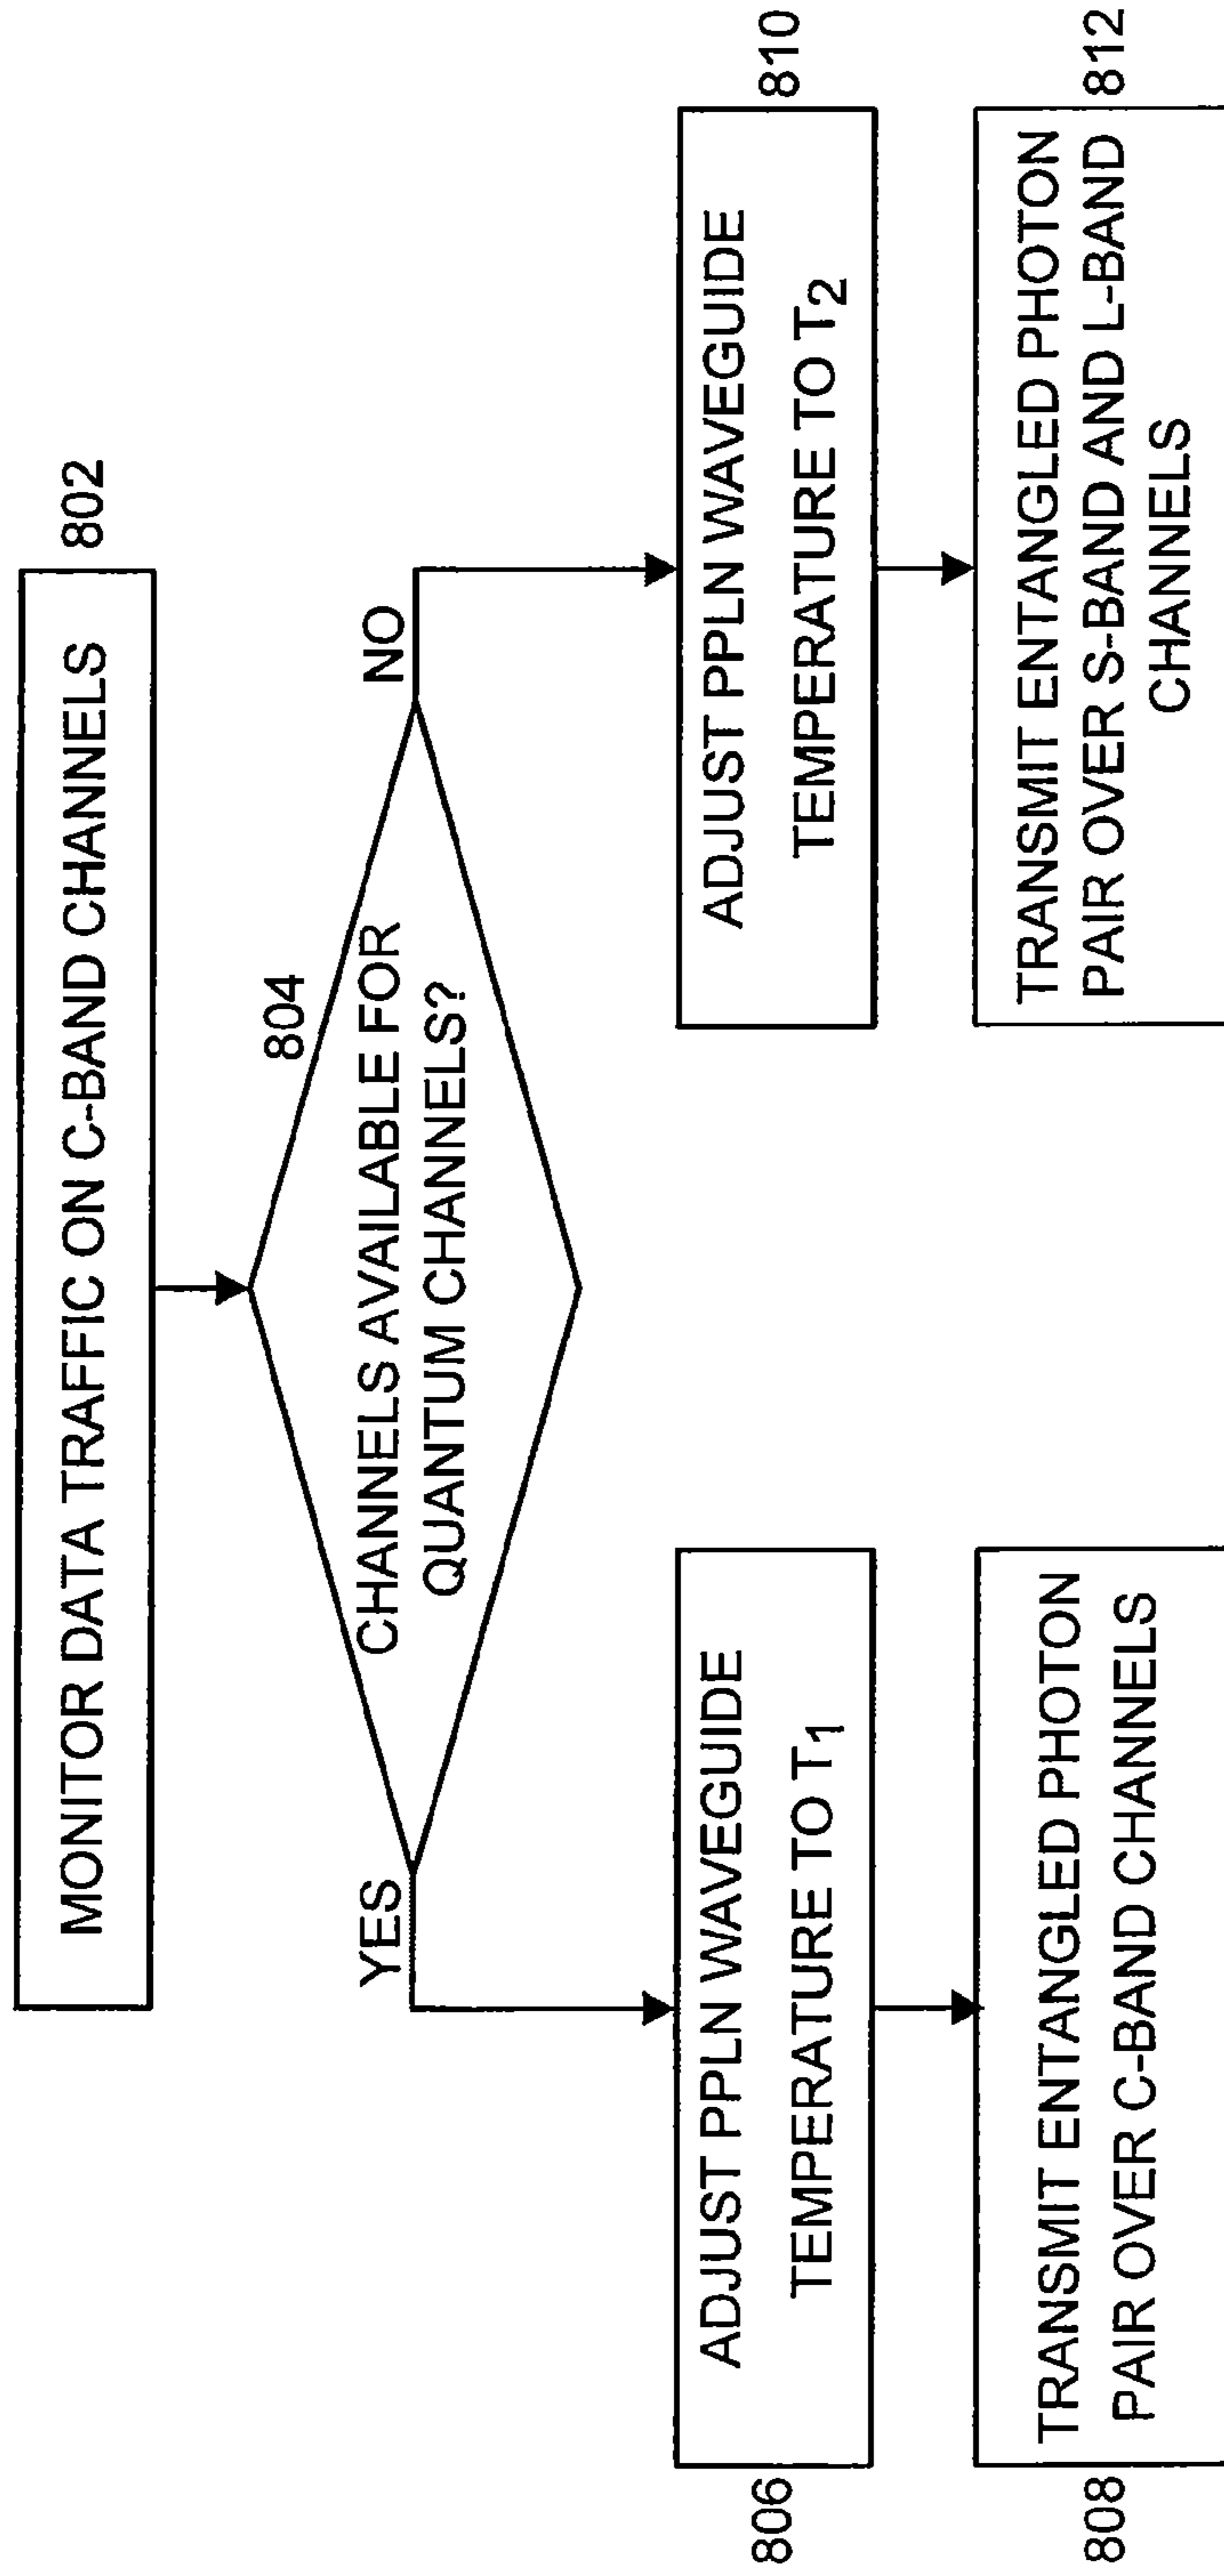 MONITOR DATA TRAFFIC ON C-BAND CHANNELS
802
804
CHANNELS AVAILABLE FOR
QUANTUM CHANNELS?
YES
NO
806
ADJUST PPLN WAVEGUIDE
TEMPERATURE TO T1
ADJUST PPLN WAVEGUIDE
TEMPERATURE TO T2
810
808
TRANSMIT ENTANGLED PHOTON
PAIR OVER C-BAND CHANNELS
TRANSMIT ENTANGLED PHOTON
PAIR OVER S-BAND AND L-BAND
CHANNELS
812